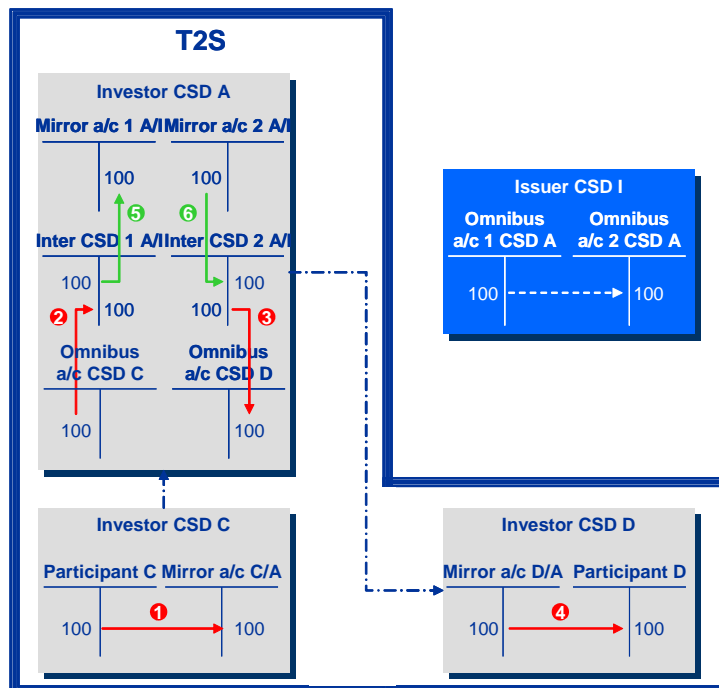 T2S
Investor CSD A
Mirror a/c 1 A/I Mirror a/c 2 A/I
100 100
5 6
Inter CSD 1 A/I Inter CSD 2 A/I
100 100
2 100 100 3
Omnibus Omnibus
a/c CSD C a/c CSD D
100 100
Issuer CSD I
Omnibus Omnibus
a/c 1 CSD A a/c 2 CSD A
100 100
Investor CSD C
Participant C Mirror a/c C/A
1
100 100
Investor CSD D
Mirror a/c D/A Participant D
4
100 100